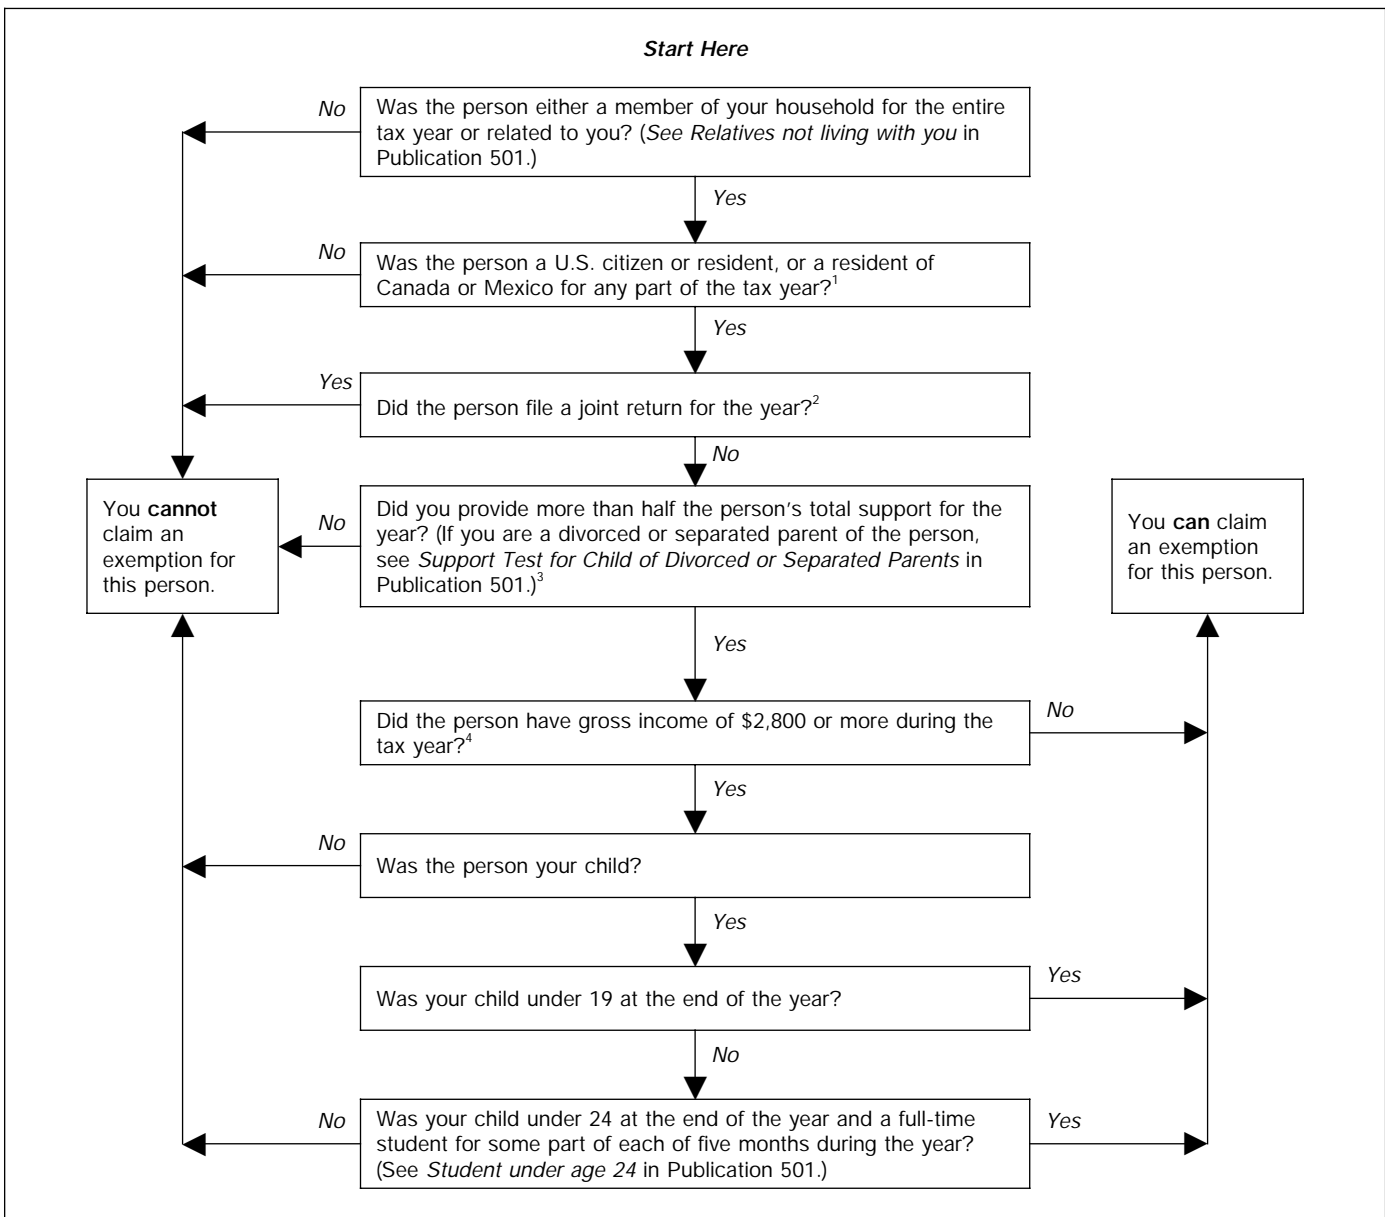 Start Here
No
Was the person either a member of your household for the entire
tax year or related to you? (See Relatives not living with you in
Publication 501.)
Yes
No
Was the person a U.S. citizen or resident, or a resident of
Canada or Mexico for any part of the tax year?1
Yes
Yes
Did the person file a joint return for the year?2
No
You cannot
claim an
exemption for
this person.
No
Did you provide more than half the person's total support for the
year? (If you are a divorced or separated parent of the person,
see Support Test for Child of Divorced or Separated Parents in
Publication 501.)3
You can claim
an exemption
for this person.
Yes
Did the person have gross income of $2,800 or more during the
tax year?4
No
Yes
No
Was the person your child?
Yes
Was your child under 19 at the end of the year?
Yes
No
No
Was your child under 24 at the end of the year and a full-time
student for some part of each of five months during the year?
(See Student under age 24 in Publication 501.)
Yes